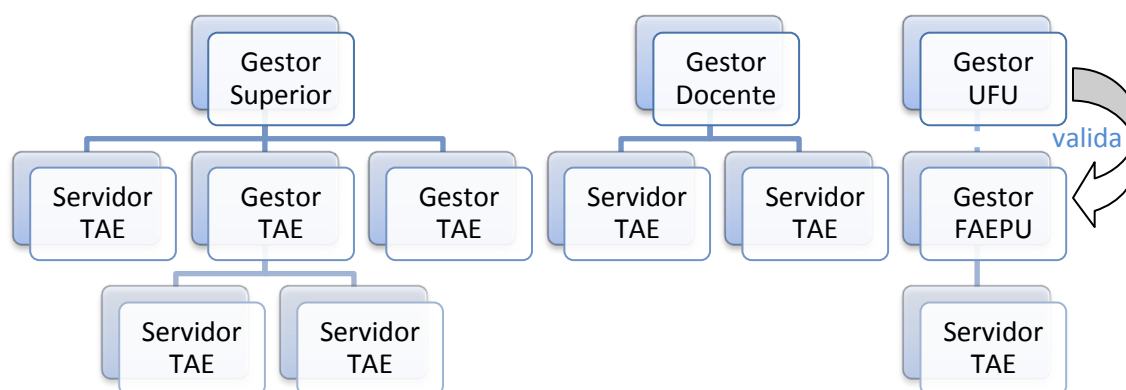 Gestor
Superior
Gestor
Docente
Gestor
UFU
valida
Servidor
TAE
Gestor
TAE
Gestor
TAE
Servidor
TAE
Servidor
TAE
Gestor
FAEPU
Servidor
TAE
Servidor
TAE
Servidor
TAE